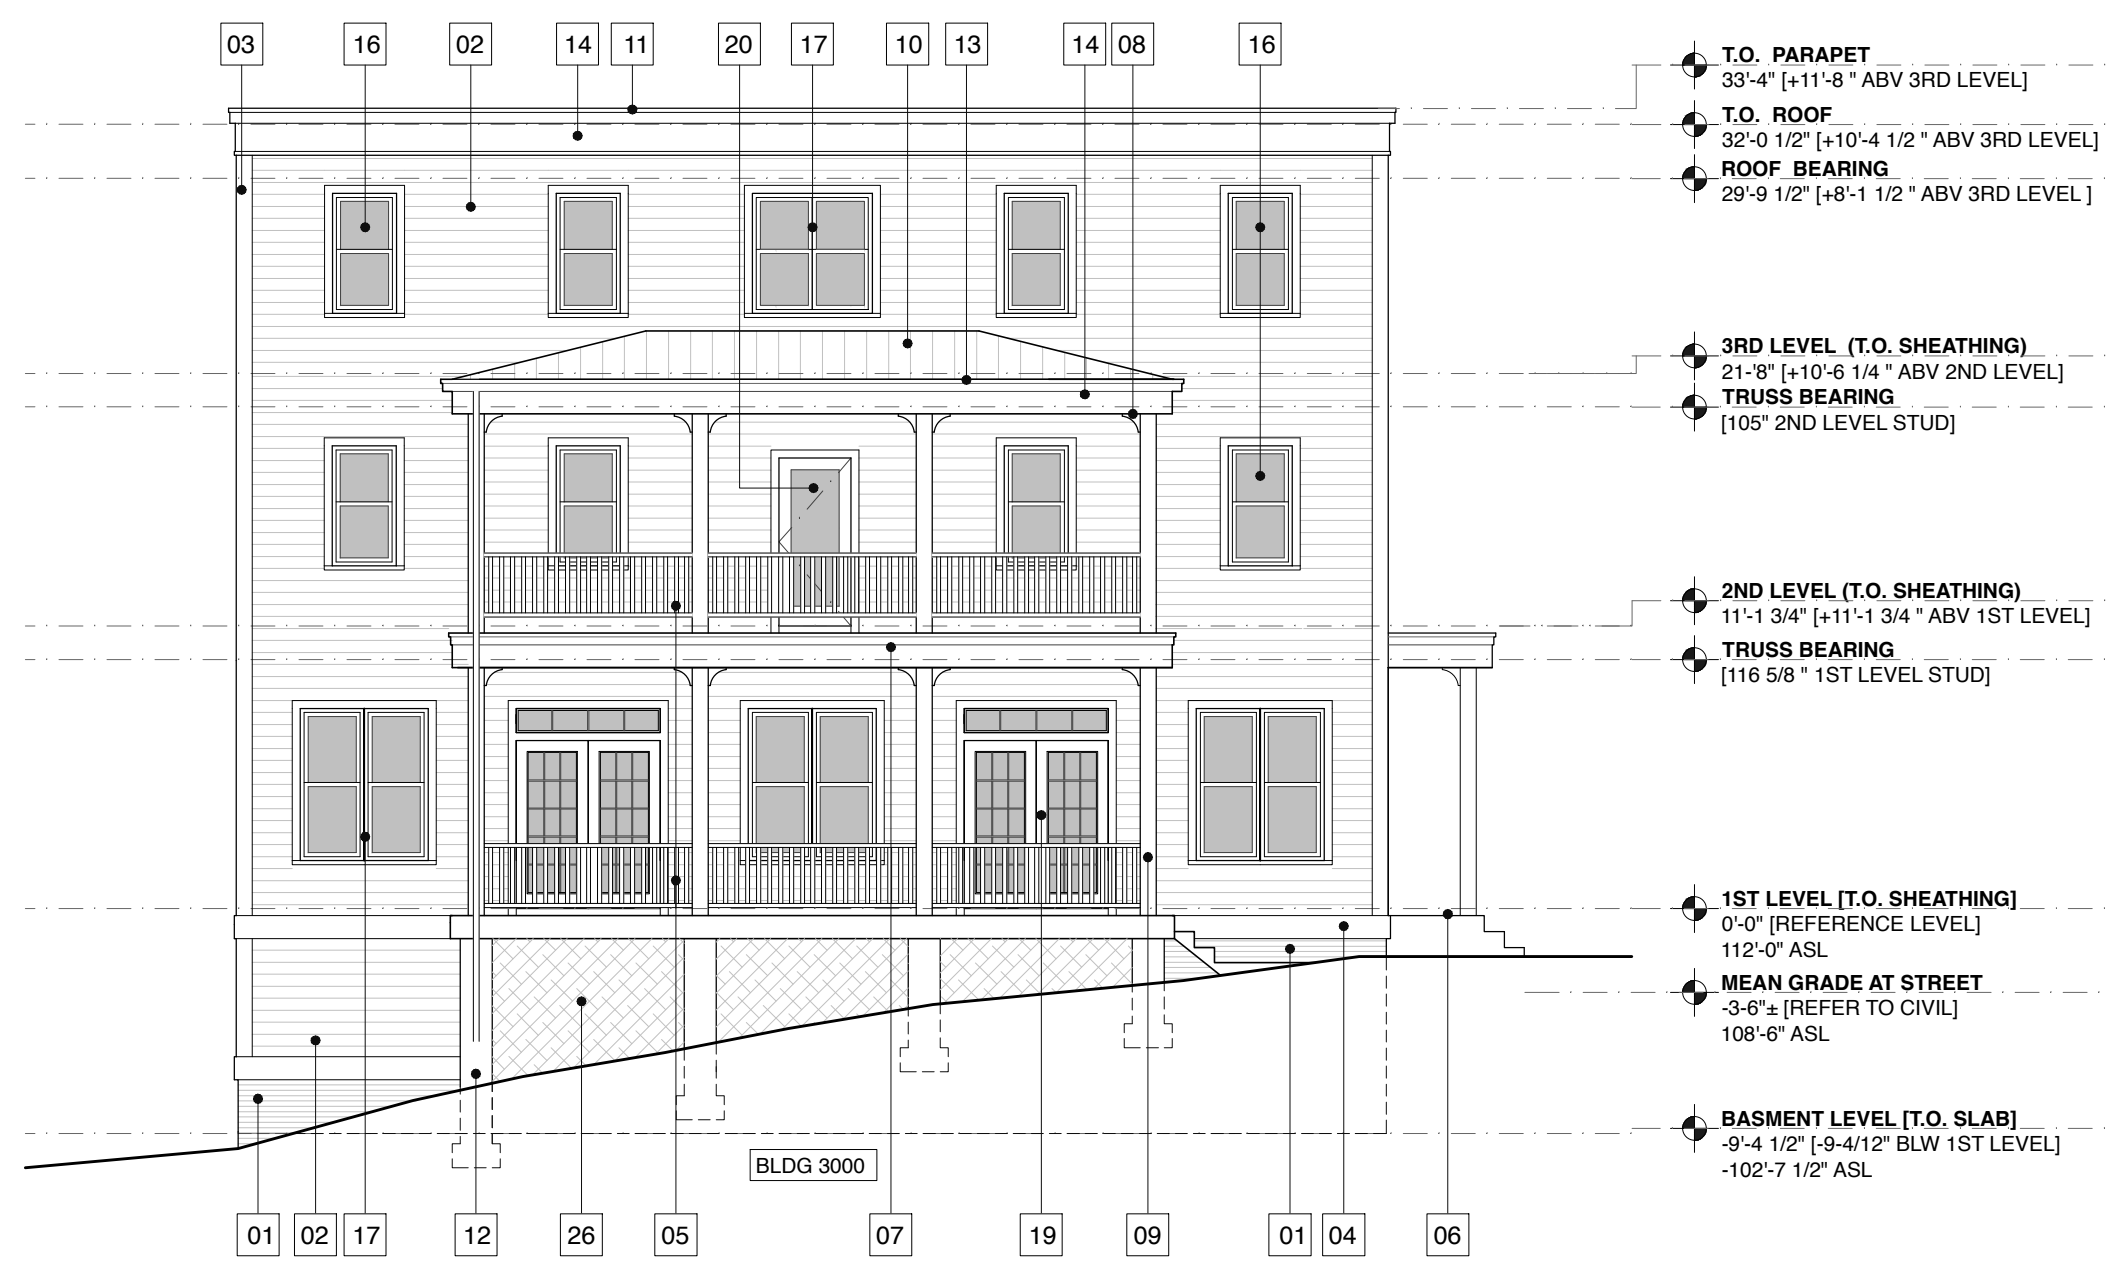 03 16 02 14 11 20 17 10 13 14 08 16
T.O. PARAPET
33'-4" [+11'-8 " ABV 3RD LEVEL]
T.O. ROOF
32'-0 1/2" [+10'-4 1/2 " ABV 3RD LEVEL]
ROOF BEARING
29'-9 1/2" [+8'-1 1/2 " ABV 3RD LEVEL ]
3RD LEVEL (T.O. SHEATHING)
21-'8" [+10'-6 1/4 " ABV 2ND LEVEL]
TRUSS BEARING
[105" 2ND LEVEL STUD]
2ND LEVEL (T.O. SHEATHING)
11'-1 3/4" [+11'-1 3/4 " ABV 1ST LEVEL]
TRUSS BEARING
[116 5/8 " 1ST LEVEL STUD]
1ST LEVEL [T.O. SHEATHING]
0'-0" [REFERENCE LEVEL]
112'-0" ASL
MEAN GRADE AT STREET
-3-6"± [REFER TO CIVIL]
108'-6" ASL
BASMENT LEVEL [T.O. SLAB]
-9'-4 1/2" [-9-4/12" BLW 1ST LEVEL]
-102'-7 1/2" ASL
BLDG 3000
01 02 17 12 26 05 07 19 09 01 04 06